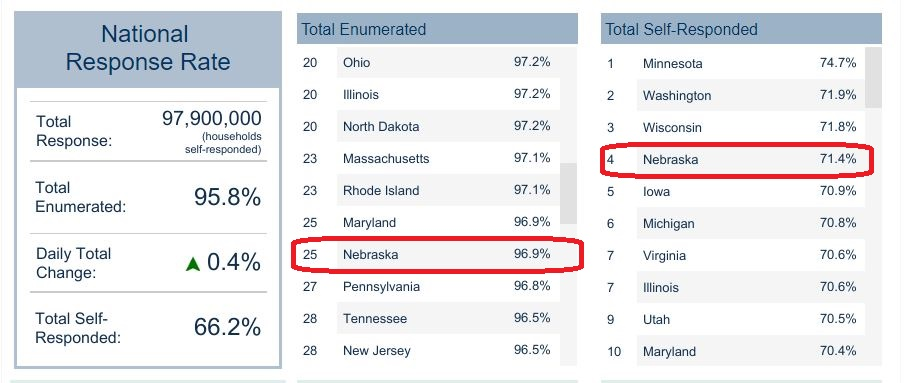 National
Response Rate
Total
Response:
97,900,000
(households
self-responded)
Total
Enumerated:
95.8%
Daily Total
Change:
0.4%
Total Self-
Responded:
66.2%
Total Enumerated
20 Ohio 97.2%
20 Illinois 97.2%
20 North Dakota 97.2%
23 Massachusetts 97.1%
23 Rhode Island 97.1%
25 Maryland 96.9%
25 Nebraska 96.9%
27 Pennsylvania 96.8%
28 Tennessee 96.5%
28 New Jersey 96.5%
Total Self-Responded
1 Minnesota 74.7%
2 Washington 71.9%
3 Wisconsin 71.8%
4 Nebraska 71.4%
5 Iowa 70.9%
6 Michigan 70.8%
7 Virginia 70.6%
7 Illinois 70.6%
9 Utah 70.5%
10 Maryland 70.4%